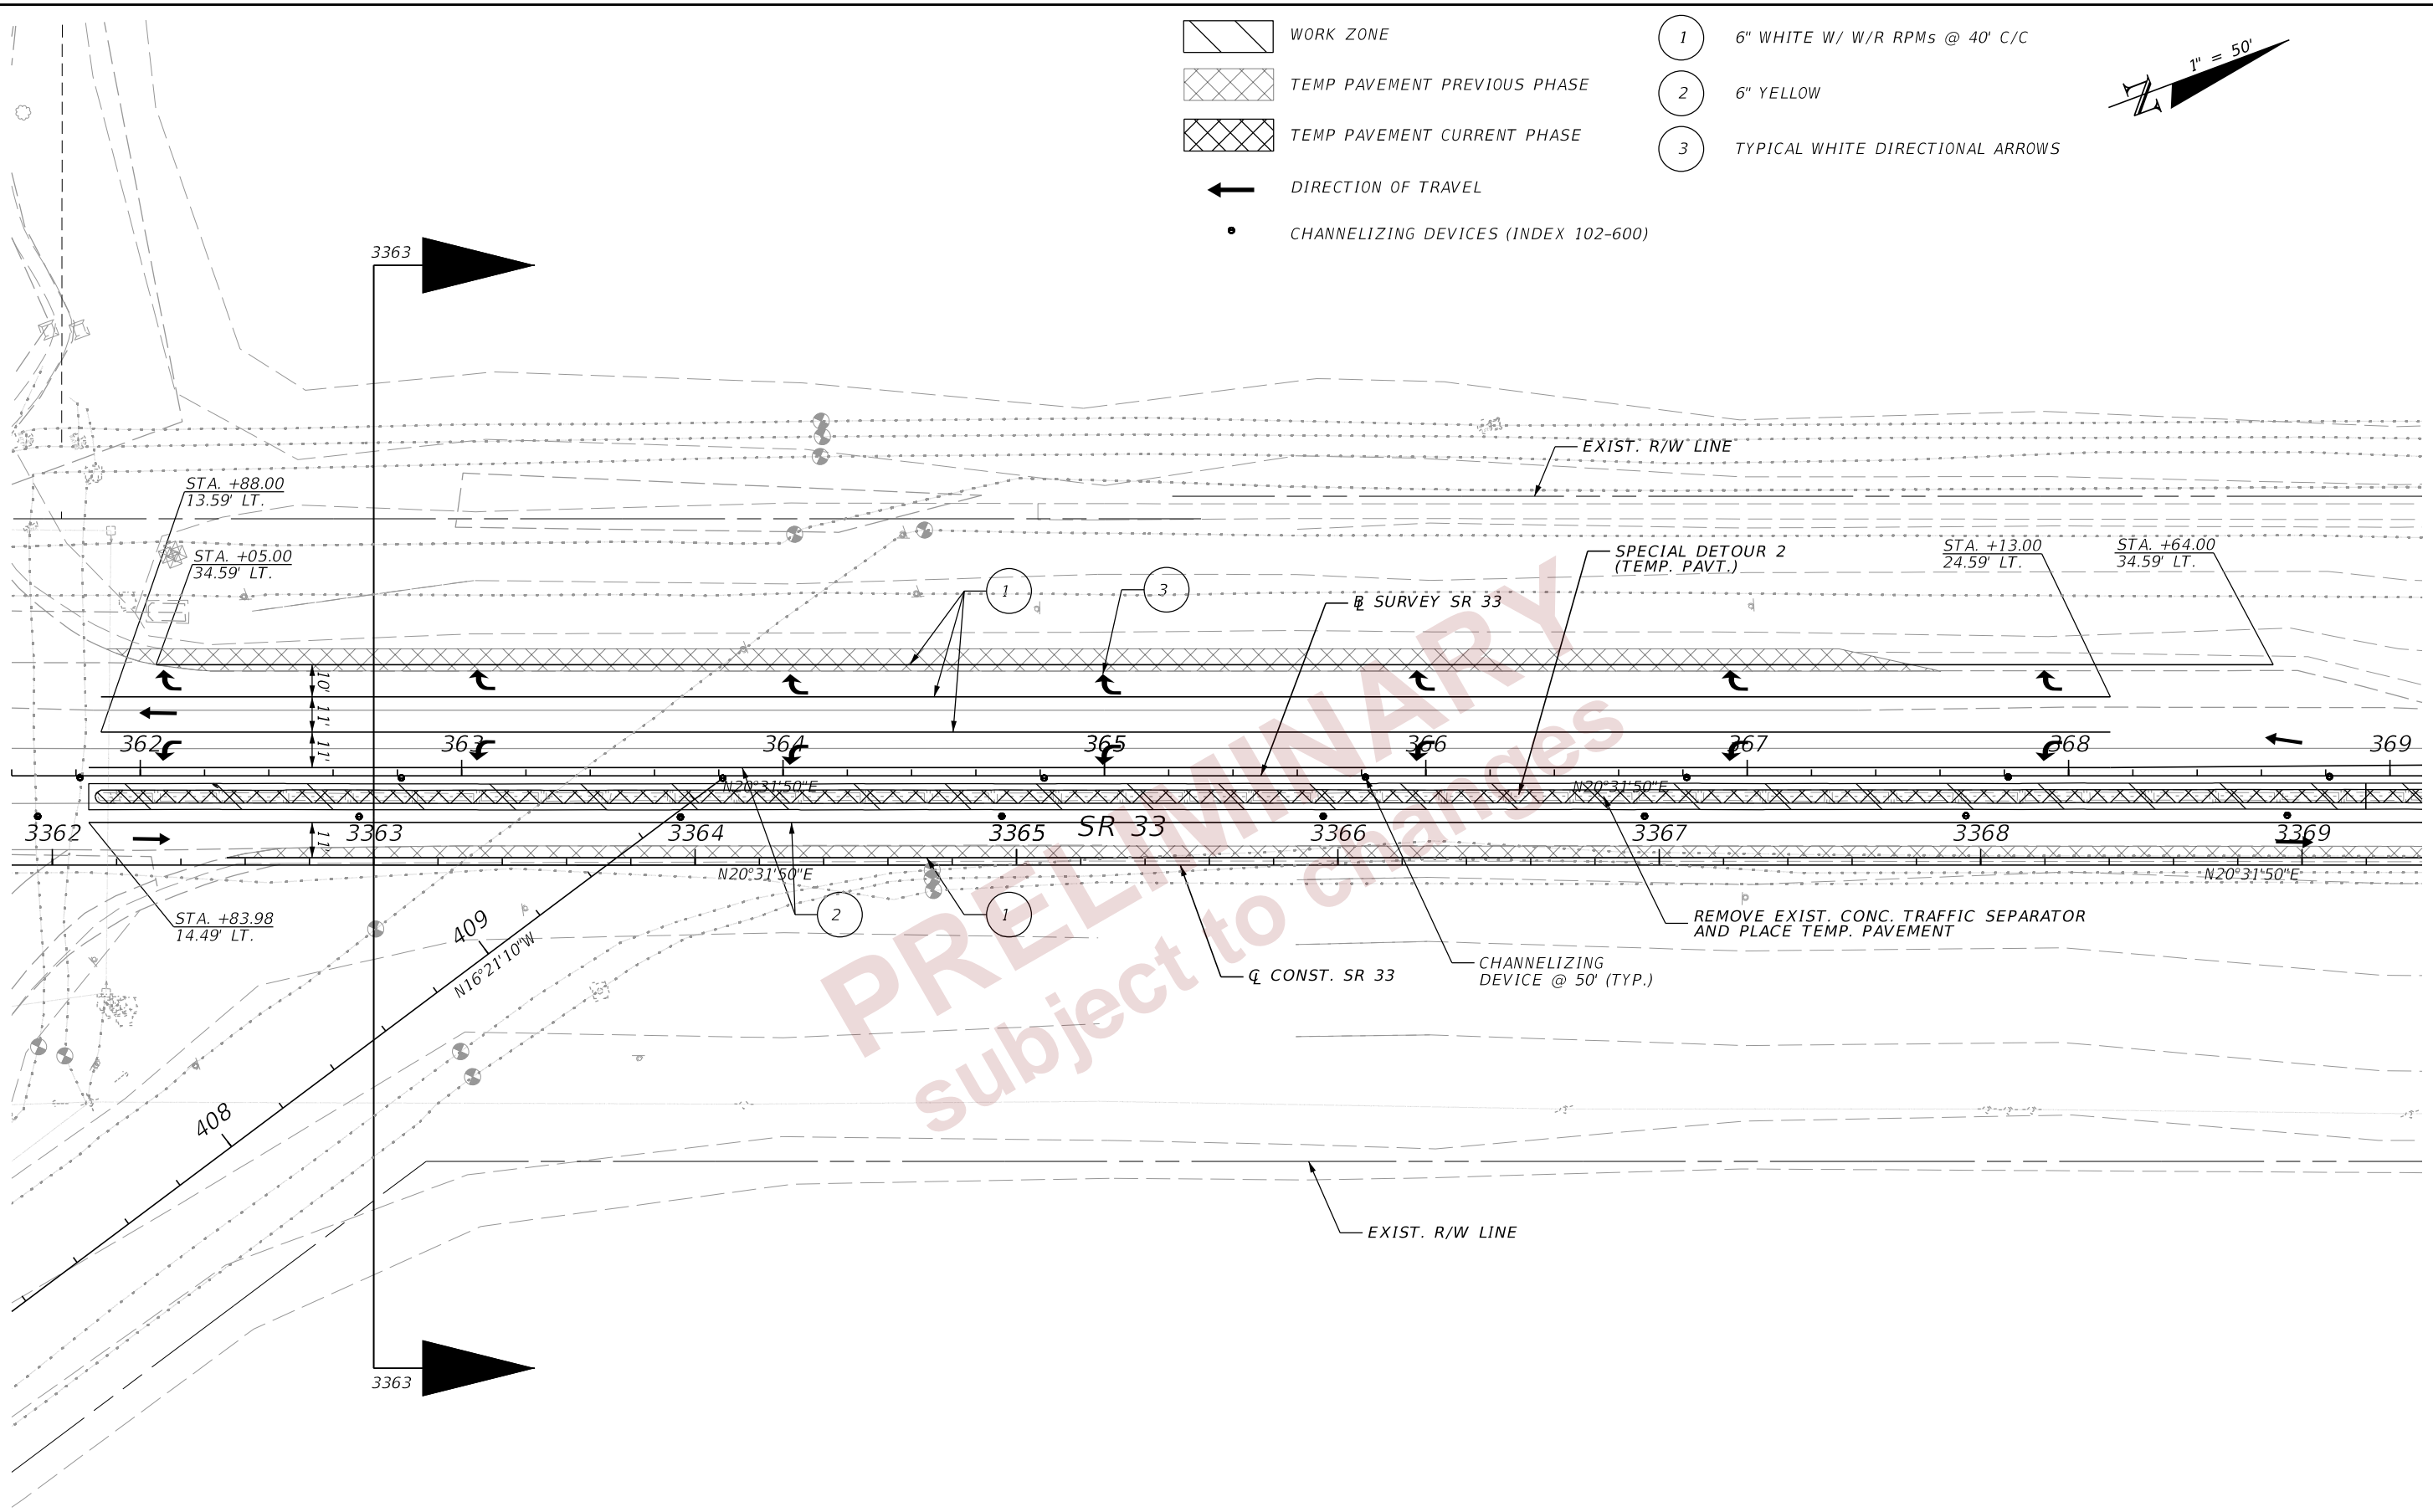 WORK ZONE
TEMP PAVEMENT PREVIOUS PHASE
TEMP PAVEMENT CURRENT PHASE
DIRECTION OF TRAVEL
CHANNELIZING DEVICES (INDEX 102-600)
1
6" WHITE W/ W/R RPMs @ 40' C/C
2
6" YELLOW
3
TYPICAL WHITE DIRECTIONAL ARROWS
1" = 50'
N
3363
EXIST. R/W LINE
STA. +88.00
13.59' LT.
STA. +05.00
34.59' LT.
1
3
SPECIAL DETOUR 2
(TEMP. PAVT.)
STA. +13.00
24.59' LT.
STA. +64.00
34.59' LT.
B
L SURVEY SR 33
10'
11'
11'
362
363
364
365
366
367
368
369
N20°31'50"E
N20°31'50"E
3362
3363
3364
3365
SR 33
3366
3367
3368
3369
11'
N20°31'50"E
N20°31'50"E
STA. +83.98
14.49' LT.
2
1
REMOVE EXIST. CONC. TRAFFIC SEPARATOR
AND PLACE TEMP. PAVEMENT
409
N16°21'10"W
408
CHANNELIZING
DEVICE @ 50' (TYP.)
C
L CONST. SR 33
PRELIMINARY
subject to changes
EXIST. R/W LINE
3363